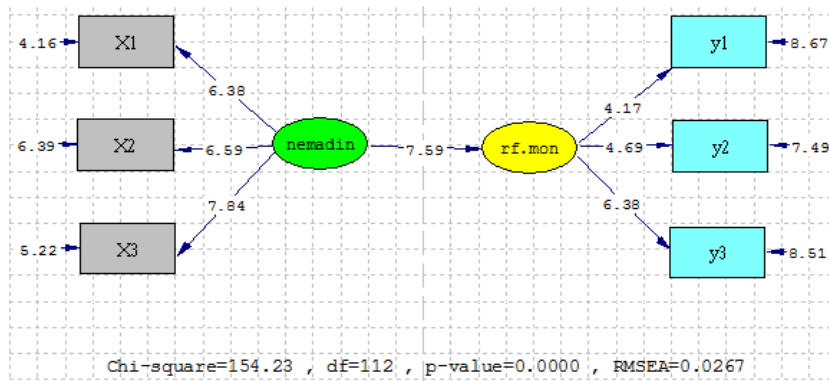 4.16 X1 y1 8.67
6.38 4.17
6.39 X2 6.59 nemadin 7.59 rf.mon 4.69 y2 7.49
7.84 6.38
5.22 X3 y3 8.51
Chi-square=154.23 , df=112 , p-value=0.0000 , RMSEA=0.0267